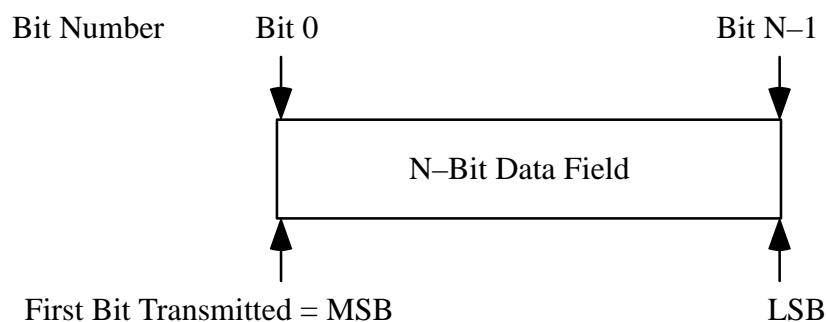 Bit Number Bit 0 Bit N–1
N–Bit Data Field
First Bit Transmitted = MSB LSB